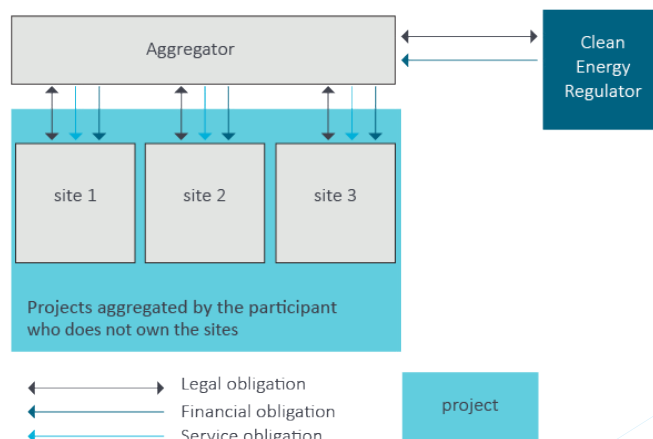 Aggregator
Clean
Energy
Regulator
site 1
site 2
site 3
Projects aggregated by the participant
who does not own the sites
Legal obligation
Financial obligation
Service obligation
project